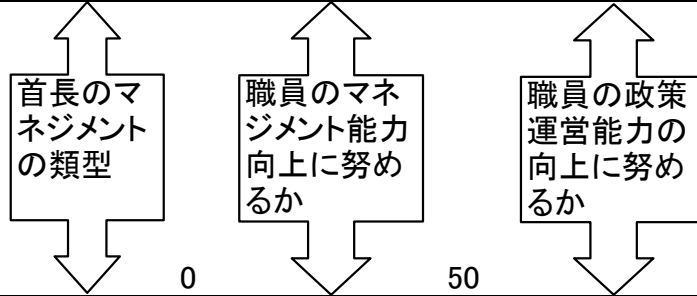 首長のマ
ネジメント
の類型
職員のマネ
ジメント能力
向上に努め
るか
職員の政策
運営能力の
向上に努め
るか
0
50